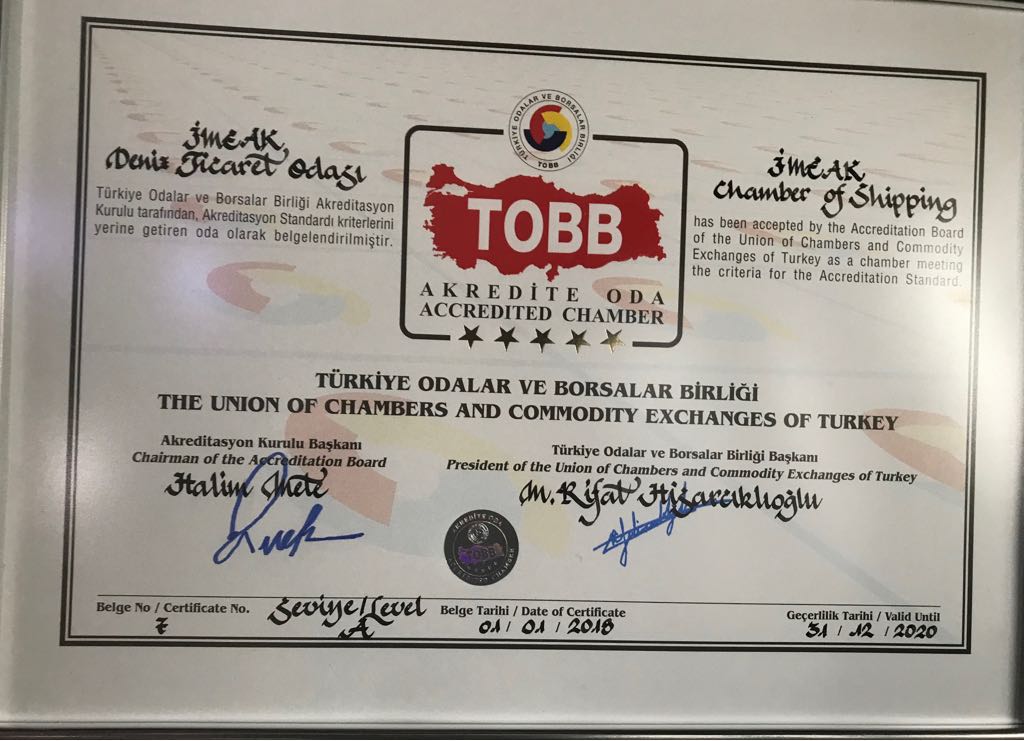 İMEAK
Deniz Ticaret Odası
Türkiye Odalar ve Borsalar Birliği Akreditasyon
Kurulu tarafından, Akreditasyon Standardı kriterlerini
yerine getiren oda olarak belgelendirilmiştir.
TÜRKİYE ODALAR VE BORSALAR BİRLİĞİ
TOBB
TOBB
AKREDİTE ODA
ACCREDITED CHAMBER
İMEAK
Chamber of Shipping
has been accepted by the Accreditation Board
of the Union of Chambers and Commodity
Exchanges of Turkey as a chamber meeting
the criteria for the Accreditation Standard.
TÜRKİYE ODALAR VE BORSALAR BİRLİĞİ
THE UNION OF CHAMBERS AND COMMODITY EXCHANGES OF TURKEY
Akreditasyon Kurulu Başkanı
Chairman of the Accreditation Board
Halim Mete
Türkiye Odalar ve Borsalar Birliği Başkanı
President of the Union of Chambers and Commodity Exchanges of Turkey
M. Rifat Hisarcıklıoğlu
AKREDİTE ODA
TOBB
ACCREDITED CHAMBER
Belge No / Certificate No.
7
Seviye/Level
A
Belge Tarihi / Date of Certificate
01 / 01 / 2018
Geçerlilik Tarihi / Valid Until
31 / 12 / 2020